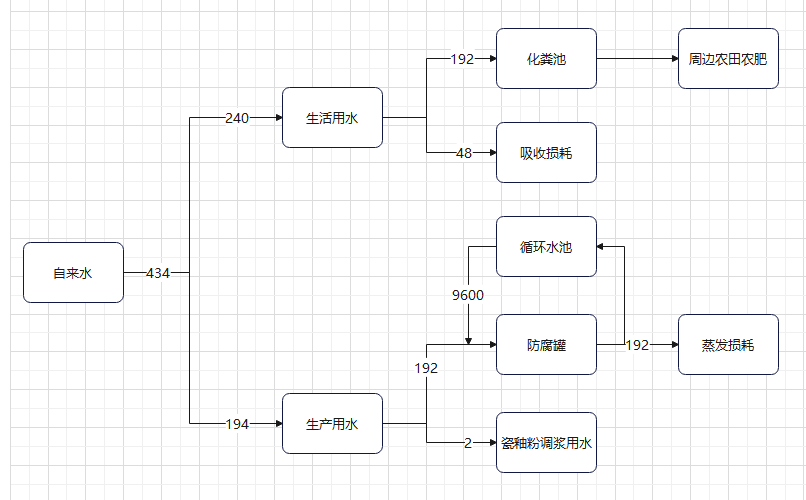 192
化粪池
周边农田农肥
240
生活用水
48
吸收损耗
自来水
434
循环水池
9600
防腐罐
192
蒸发损耗
192
194
生产用水
2
瓷釉粉调浆用水